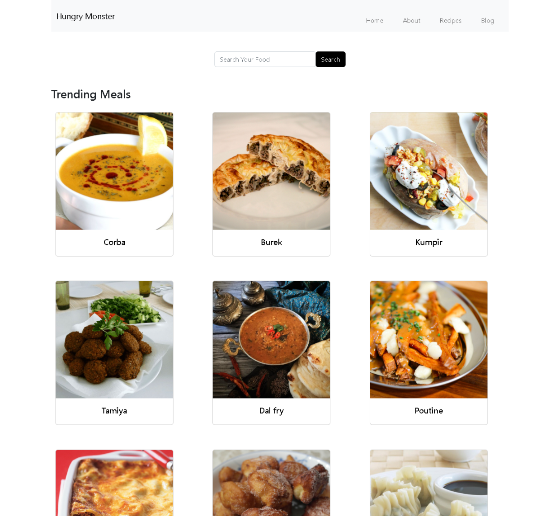 Hungry Monster
Home About Recipes Blog
Search Your Food Search
Trending Meals
Corba Burek Kumpir
Tamiya Dal fry Poutine